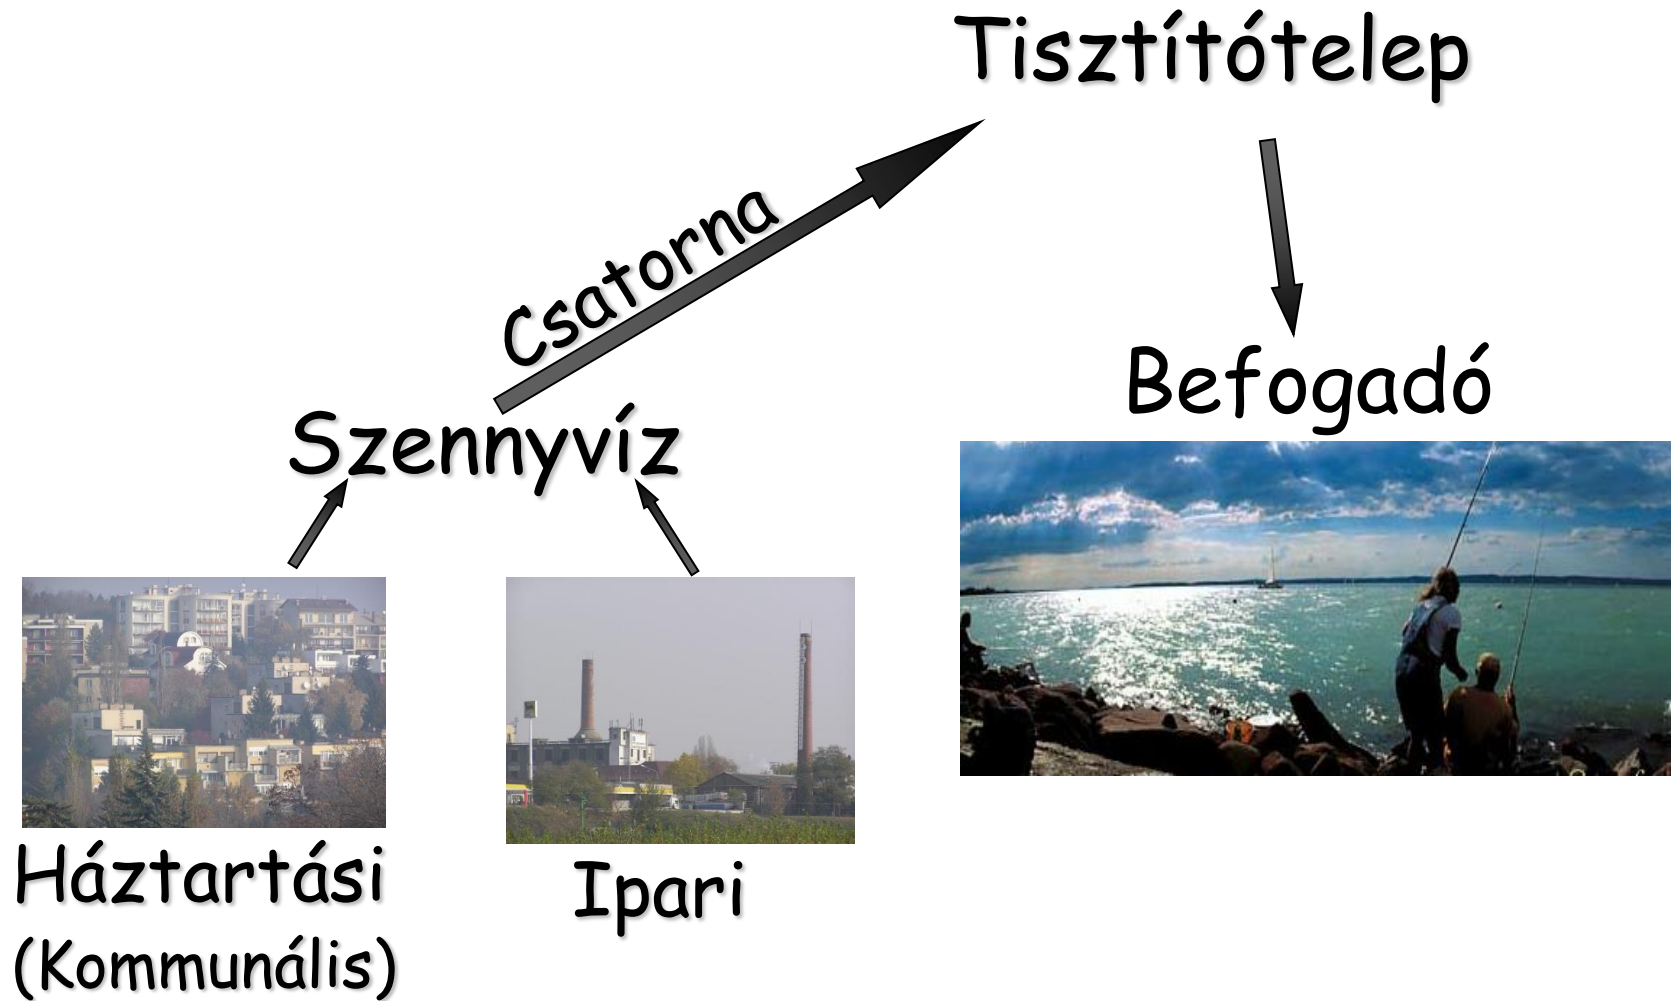 Tisztítótelep
Csatorna
Befogadó
Szennyvíz
Háztartási
(Kommunális)
Ipari